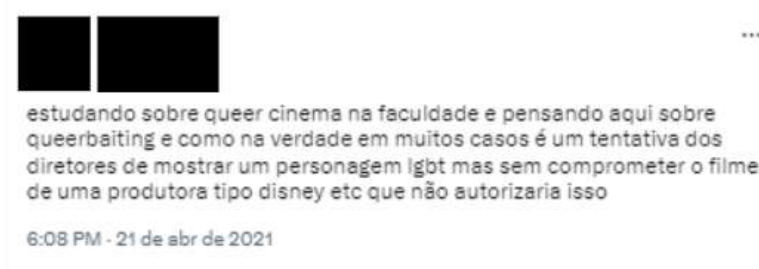 estudando sobre queer cinema na faculdade e pensando aqui sobre
queerbaiting e como na verdade em muitos casos é um tentativa dos
diretores de mostrar um personagem lgbt mas sem comprometer o filme
de uma produtora tipo disney etc que não autorizaria isso
6:08 PM · 21 de abr de 2021